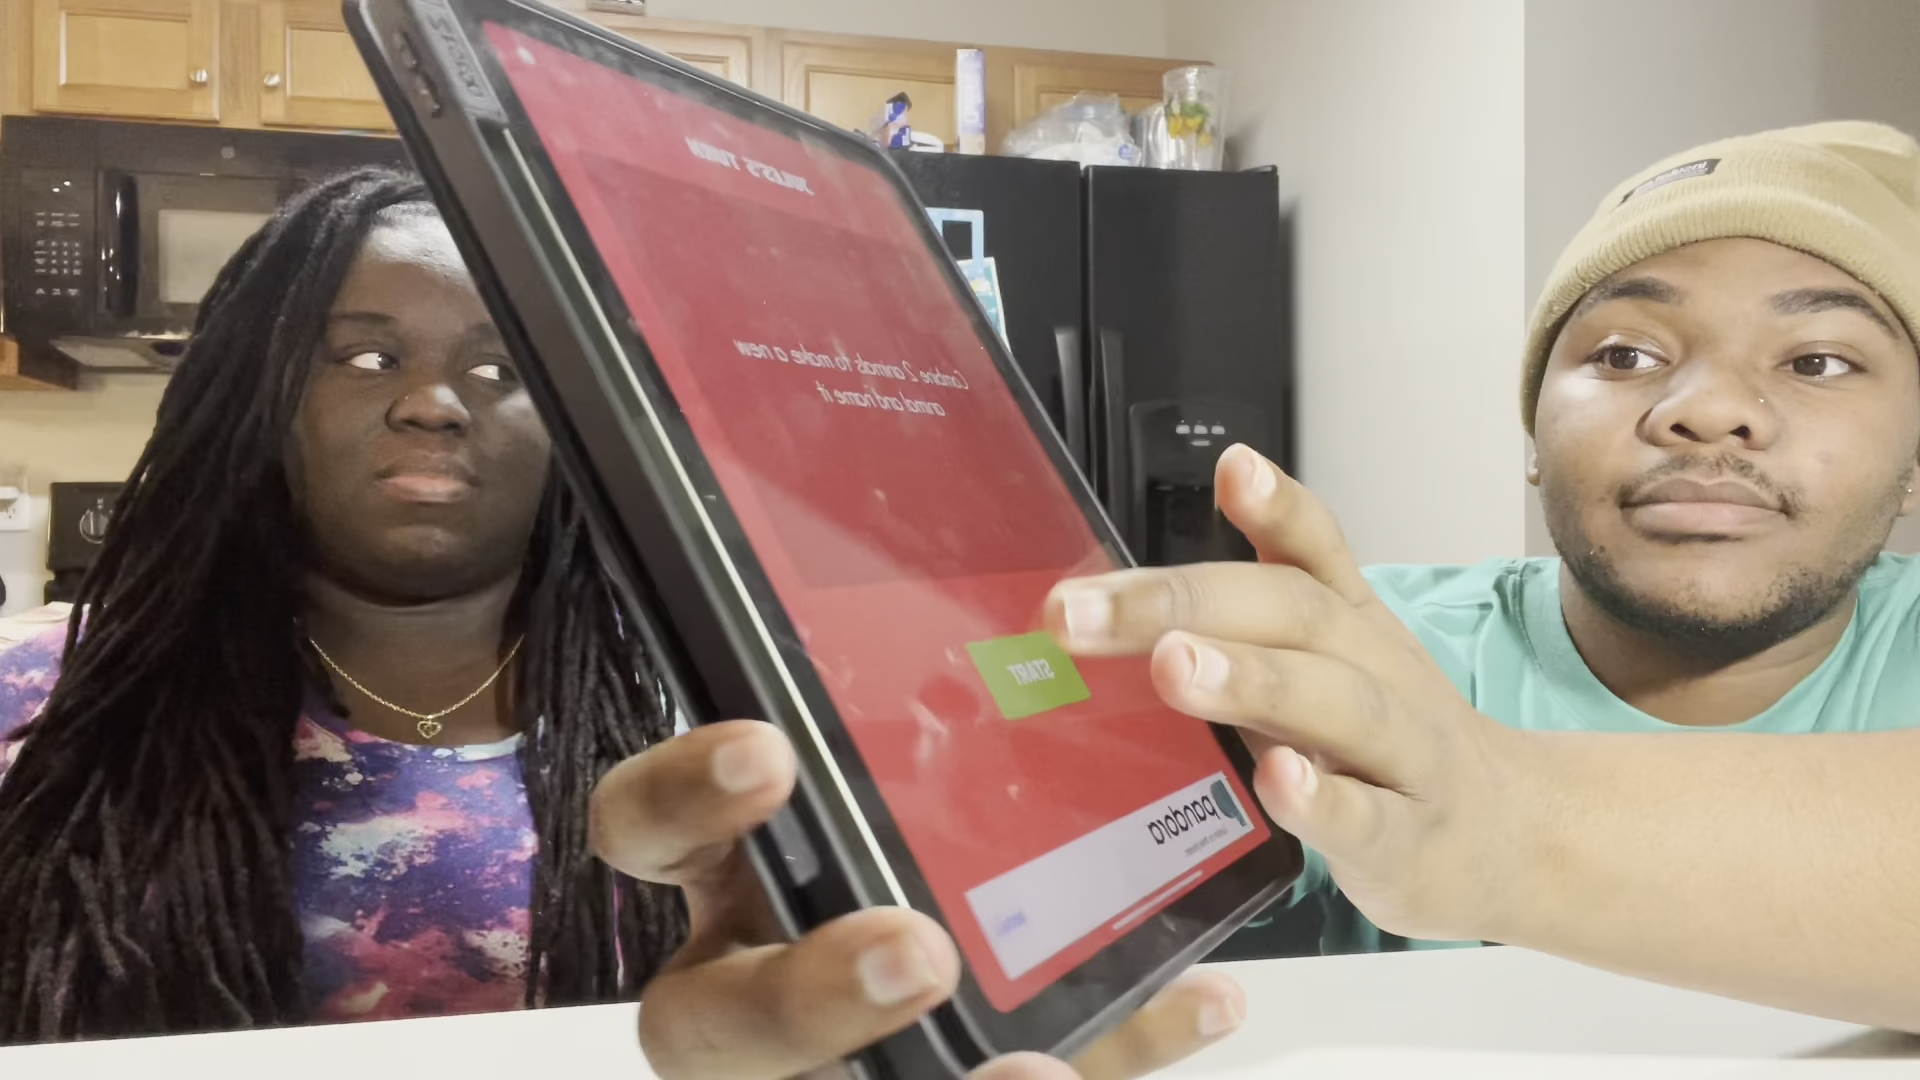 JULES'S TURN
Combine 2 animals to make a new
animal and name it
START
pandora